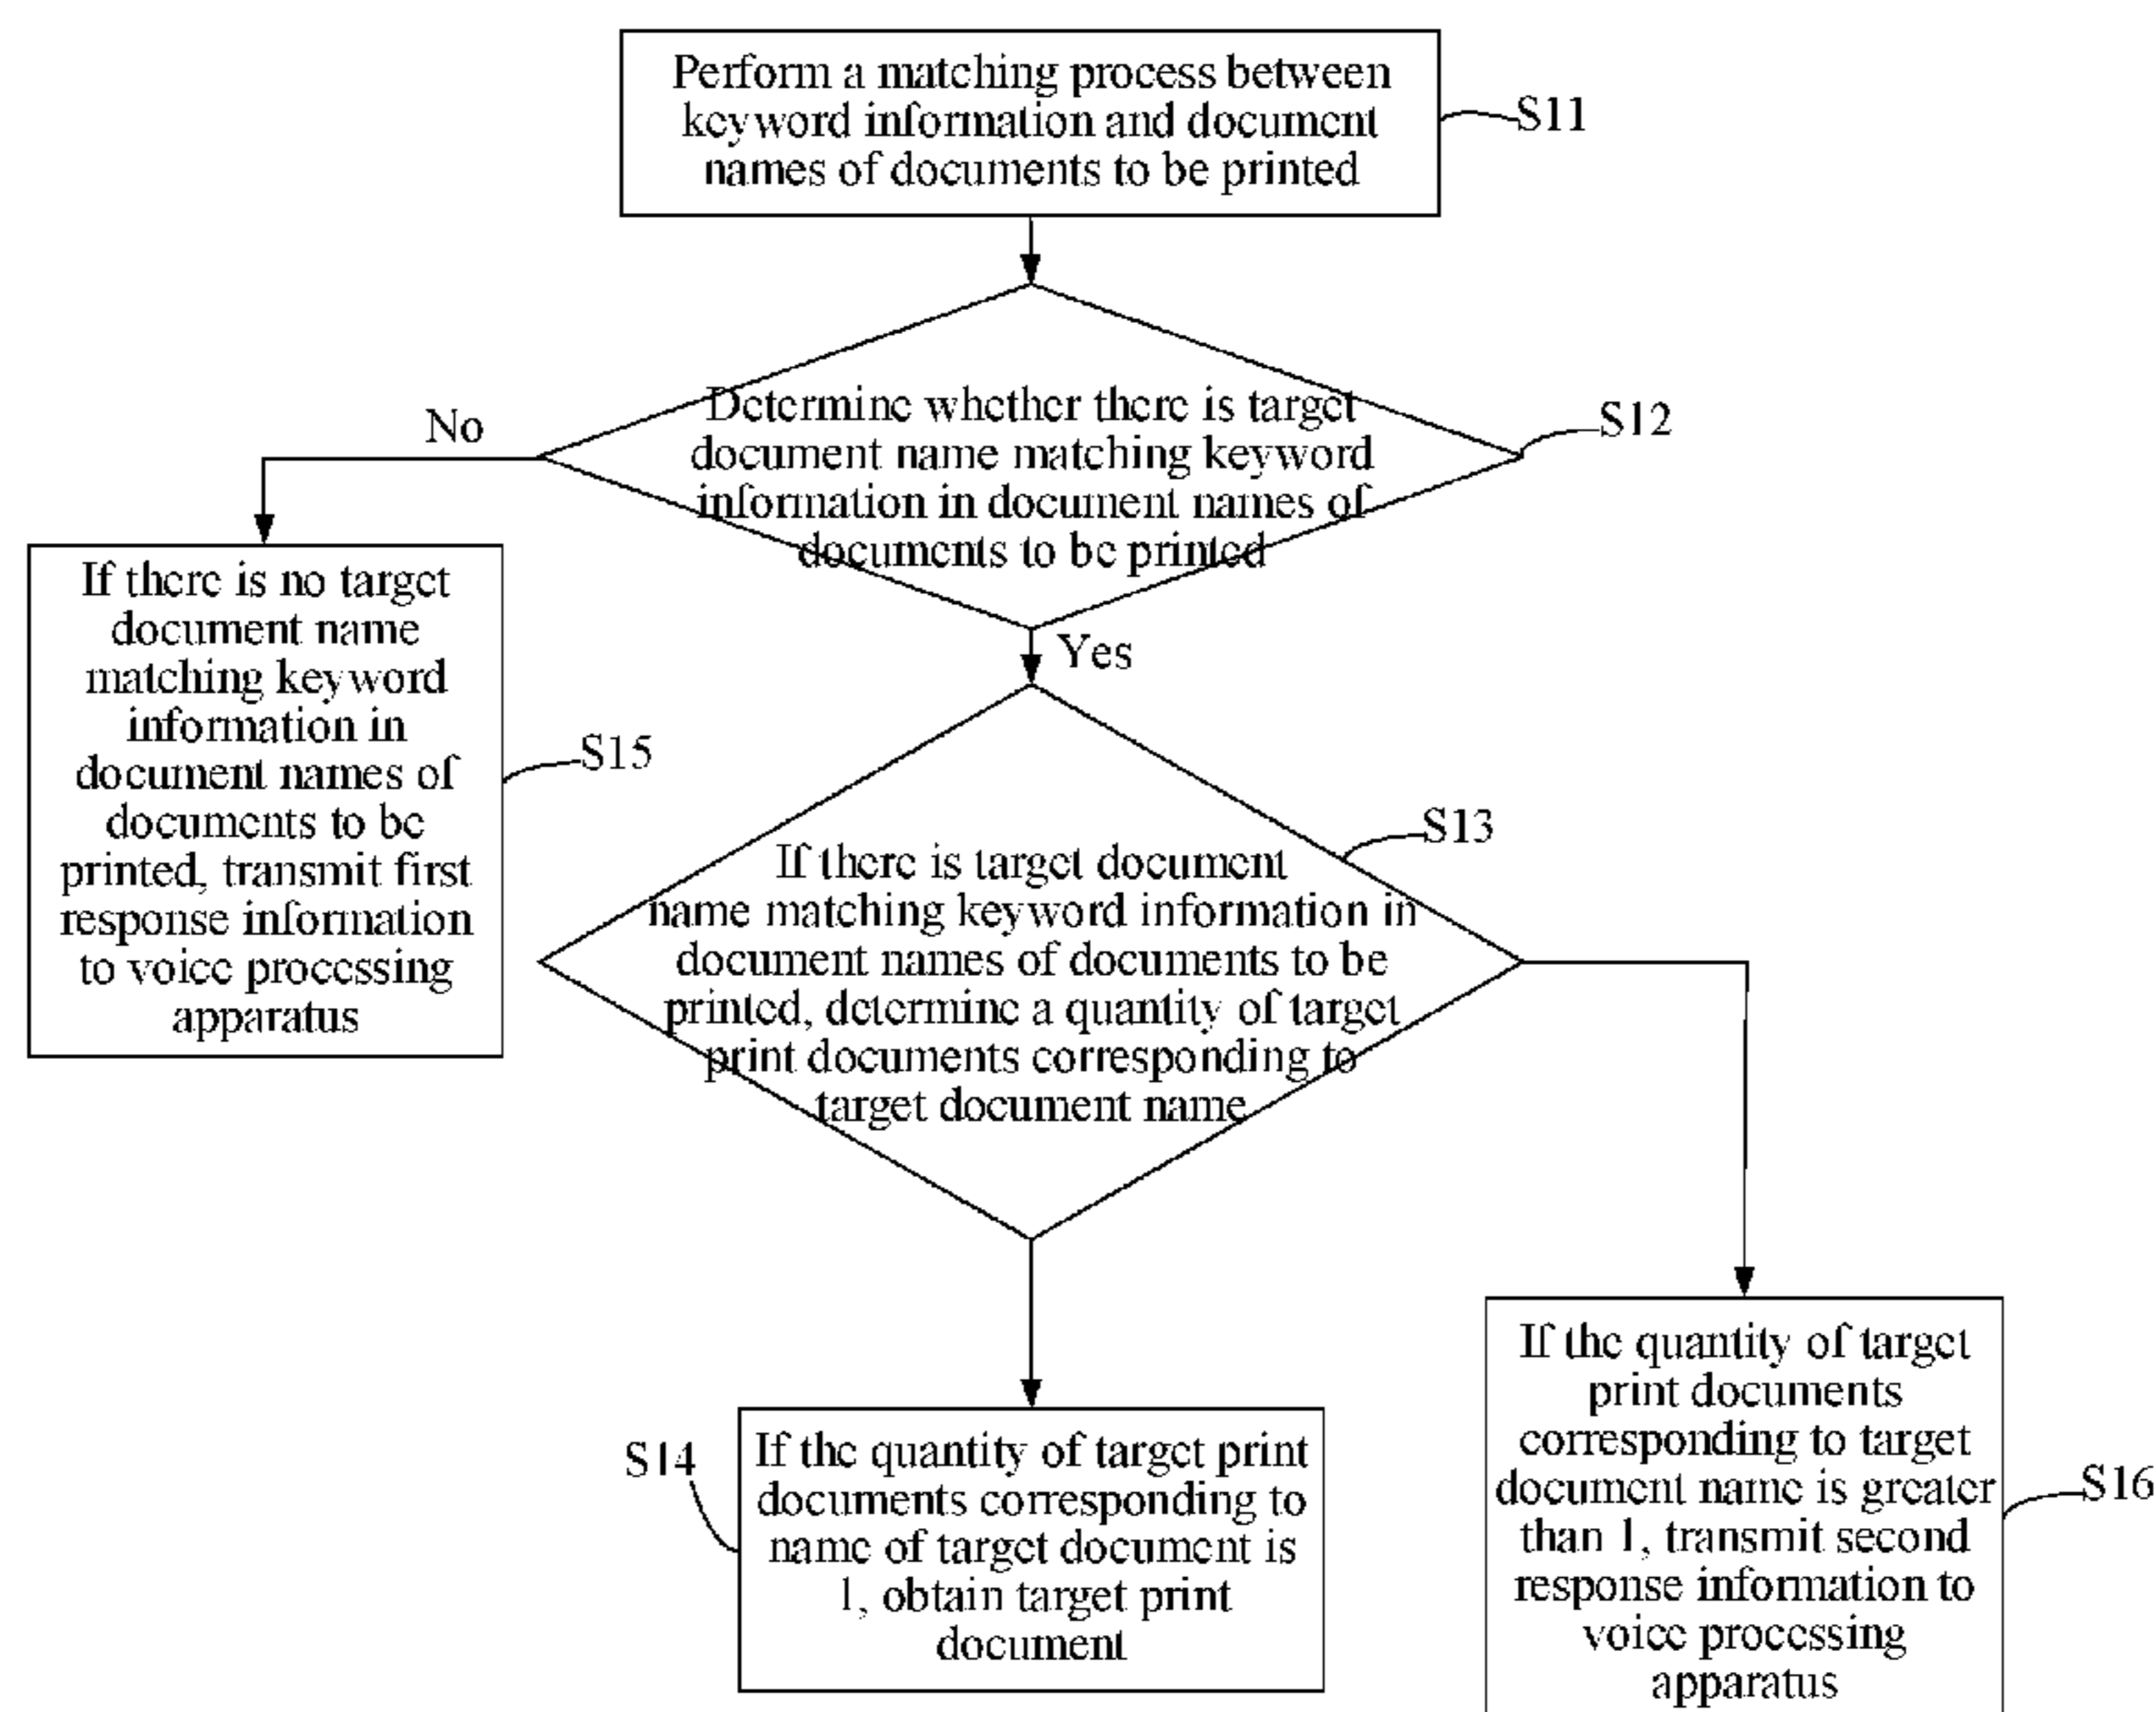 Perform a matching process between
keyword information and document
names of documents to be printed
S11
Determine whether there is target
document name matching keyword
information in document names of
documents to be printed
S12
No
Yes
If there is no target
document name
matching keyword
information in
document names of
documents to be
printed, transmit first
response information
to voice processing
apparatus
S15
If there is target document
name matching keyword information in
document names of documents to be
printed, determine a quantity of target
print documents corresponding to
target document name
S13
If the quantity of target print
documents corresponding to
name of target document is
1, obtain target print
document
S14
If the quantity of target
print documents
corresponding to target
document name is greater
than 1, transmit second
response information to
voice processing
apparatus
S16